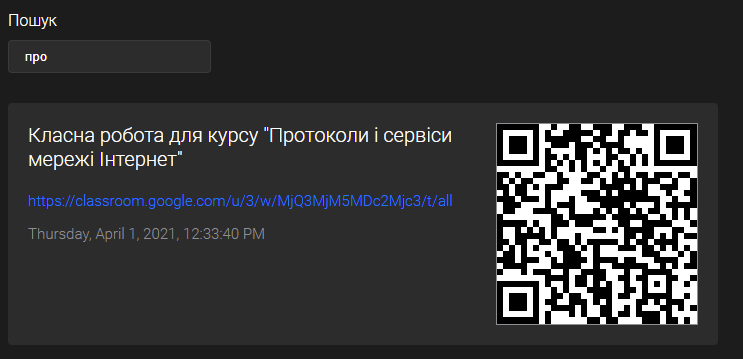 Пошук
про
Класна робота для курсу "Протоколи і сервіси
мережі Інтернет"
https://classroom.google.com/u/3/w/MjQ3MjM5MDc2Mjc3/t/all
Thursday, April 1, 2021, 12:33:40 PM